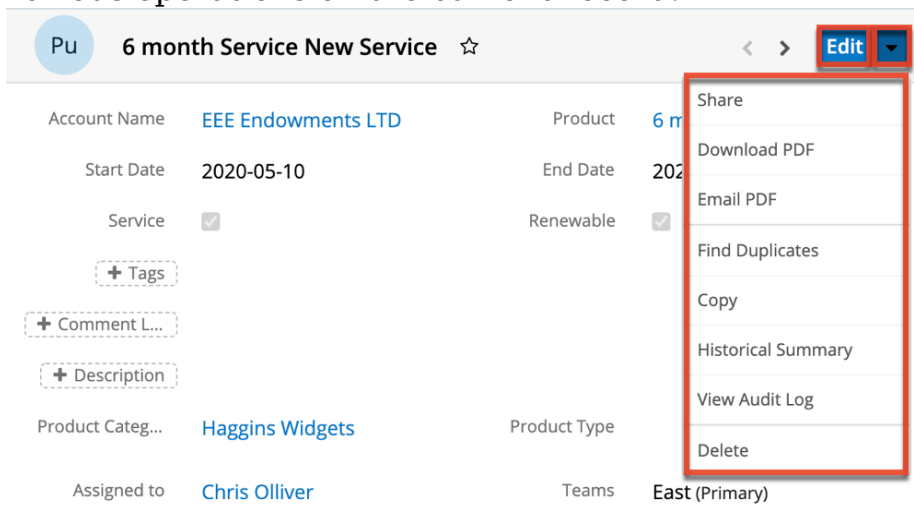 Pu 6 month Service New Service Edit
Share
Account Name EEE Endowments LTD Product 6 m
Download PDF
Start Date 2020-05-10 End Date 202
Email PDF
Service Renewable
Find Duplicates
+ Tags
Copy
+ Comment L...
Historical Summary
+ Description
View Audit Log
Product Categ... Haggins Widgets Product Type
Delete
Assigned to Chris Olliver Teams East (Primary)